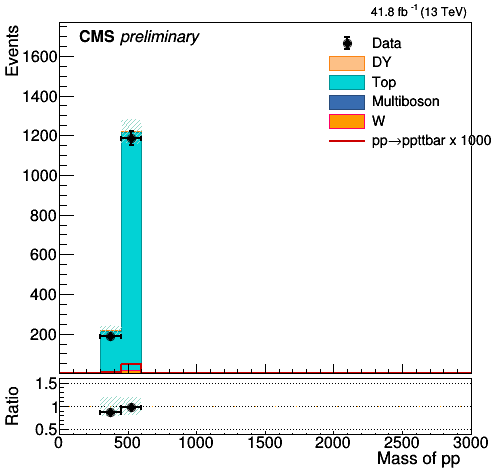 41.8 fb⁻¹ (13 TeV)
CMS preliminary
Events
1600
1400
1200
1000
800
600
400
200
Data
DY
Top
Multiboson
W
pp→ppttbar x 1000
Ratio
1.5
1
0.5
0 500 1000 1500 2000 2500 3000
Mass of pp